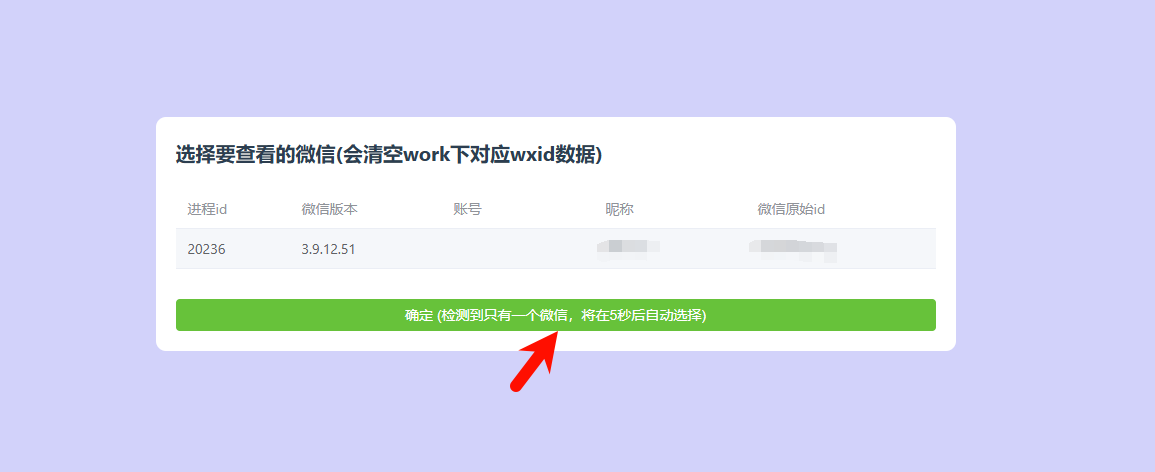 选择要查看的微信(会清空work下对应wxid数据)
进程id 微信版本 账号 昵称 微信原始id
20236 3.9.12.51
确定 (检测到只有一个微信，将在5秒后自动选择)